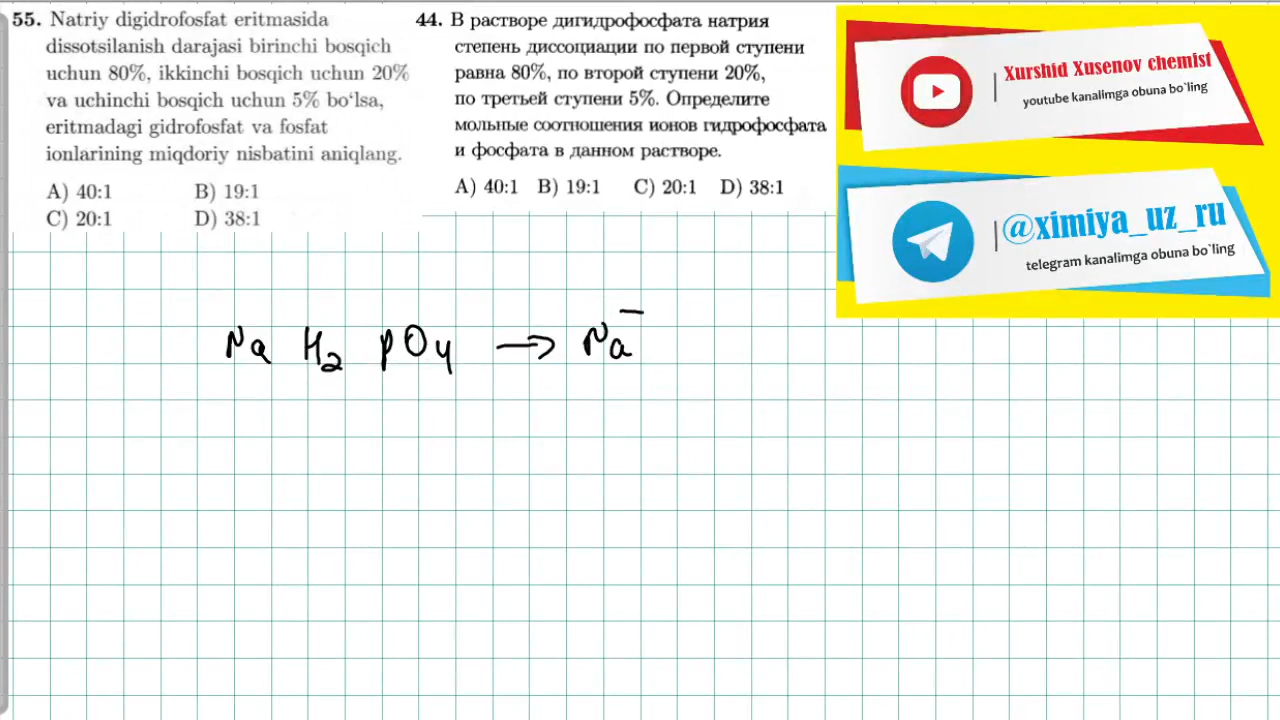 55. Natriy digidrofosfat eritmasida
dissotsilanish darajasi birinchi bosqich
uchun 80%, ikkinchi bosqich uchun 20%
va uchinchi bosqich uchun 5% bo‘lsa,
eritmadagi gidrofosfat va fosfat
ionlarining miqdoriy nisbatini aniqlang.
A) 40:1 B) 19:1
C) 20:1 D) 38:1
44. В растворе дигидрофосфата натрия
степень диссоциации по первой ступени
равна 80%, по второй ступени 20%,
по третьей ступени 5%. Определите
мольные соотношения ионов гидрофосфата
и фосфата в данном растворе.
A) 40:1 B) 19:1 C) 20:1 D) 38:1
Xurshid Xusenov chemist
youtube kanalimga obuna bo`ling
@ximiya_uz_ru
telegram kanalimga obuna bo`ling
Na H2 PO4 → Na⁻